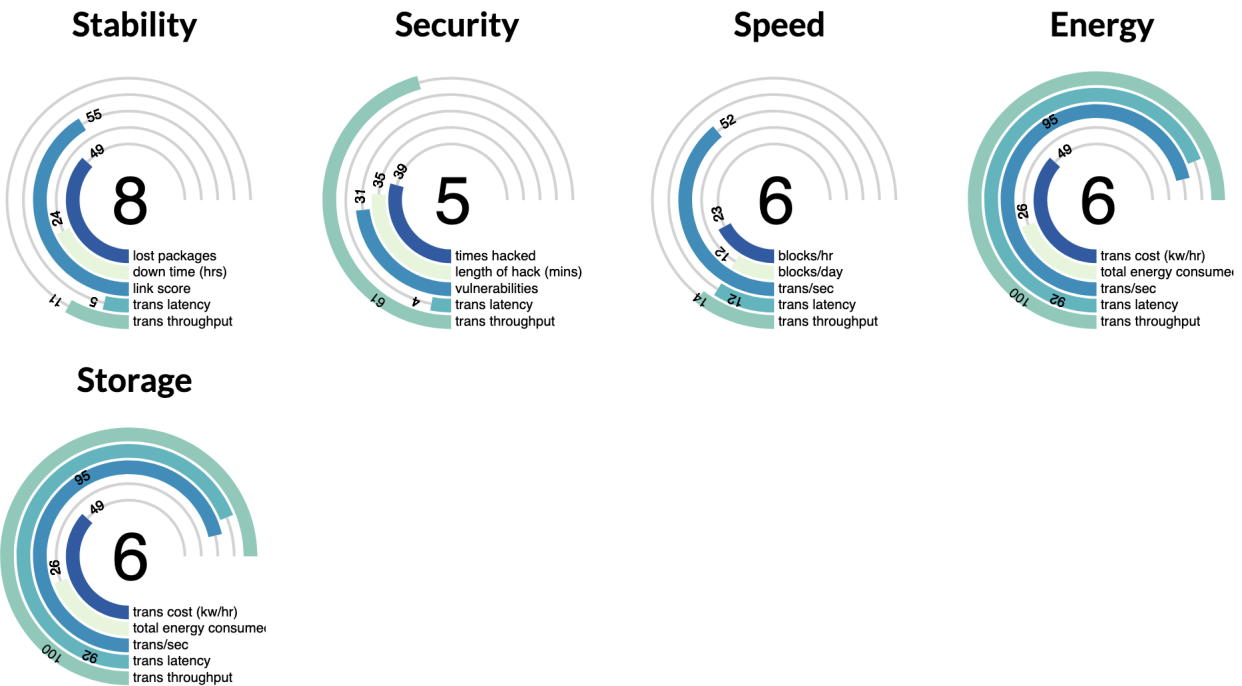 Stability
55
49
24
8
lost packages
down time (hrs)
link score
5
trans latency
11
trans throughput
Security
39
35
31
5
times hacked
length of hack (mins)
vulnerabilities
4
trans latency
61
trans throughput
Speed
52
23
12
6
blocks/hr
blocks/day
trans/sec
12
trans latency
14
trans throughput
Energy
95
49
26
6
trans cost (kw/hr)
total energy consume
trans/sec
92
trans latency
100
trans throughput
Storage
95
49
26
6
trans cost (kw/hr)
total energy consume
trans/sec
92
trans latency
100
trans throughput